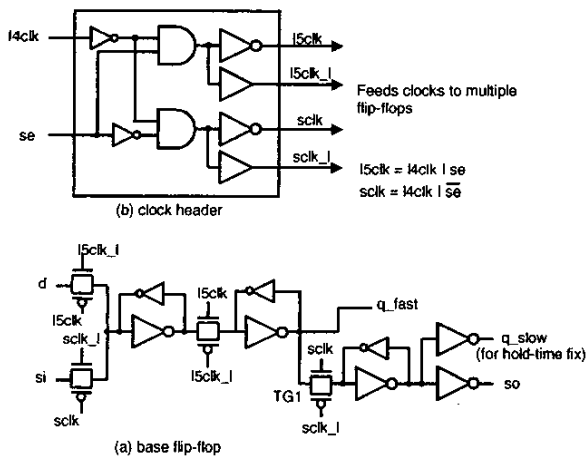 l4clk
l5clk
l5clk_l
Feeds clocks to multiple
flip-flops
se
sclk
sclk_l
l5clk = l4clk | se
sclk = l4clk | se
(b) clock header
l5clk_l
d
l5clk
sclk_l
si
sclk
l5clk
l5clk_l
q_fast
sclk
TG1
sclk_l
q_slow
(for hold-time fix)
so
(a) base flip-flop